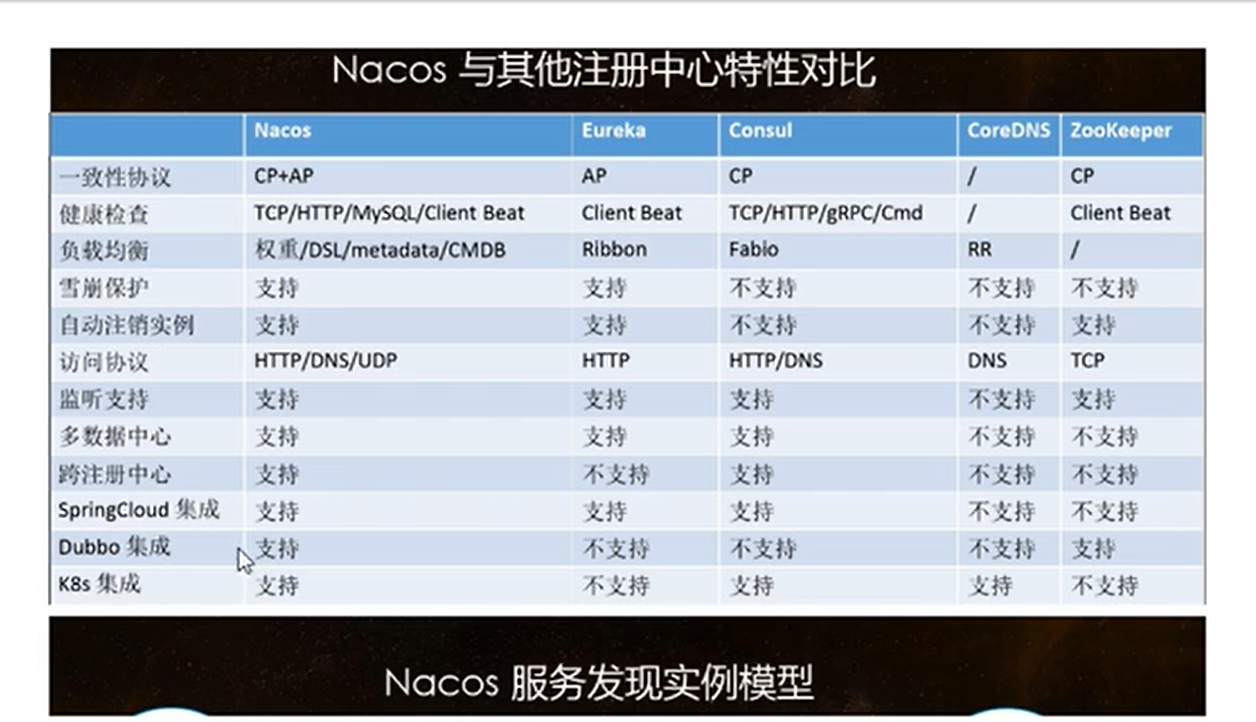 Nacos 与其他注册中心特性对比
Nacos Eureka Consul CoreDNS ZooKeeper
一致性协议 CP+AP AP CP / CP
健康检查 TCP/HTTP/MySQL/Client Beat Client Beat TCP/HTTP/gRPC/Cmd / Client Beat
负载均衡 权重/DSL/metadata/CMDB Ribbon Fabio RR /
雪崩保护 支持 支持 不支持 不支持 不支持
自动注销实例 支持 支持 不支持 不支持 支持
访问协议 HTTP/DNS/UDP HTTP HTTP/DNS DNS TCP
监听支持 支持 支持 支持 不支持 支持
多数据中心 支持 支持 支持 不支持 不支持
跨注册中心 支持 不支持 支持 不支持 不支持
SpringCloud 集成 支持 支持 支持 不支持 不支持
Dubbo 集成 支持 不支持 不支持 不支持 支持
K8s 集成 支持 不支持 支持 支持 不支持
Nacos 服务发现实例模型